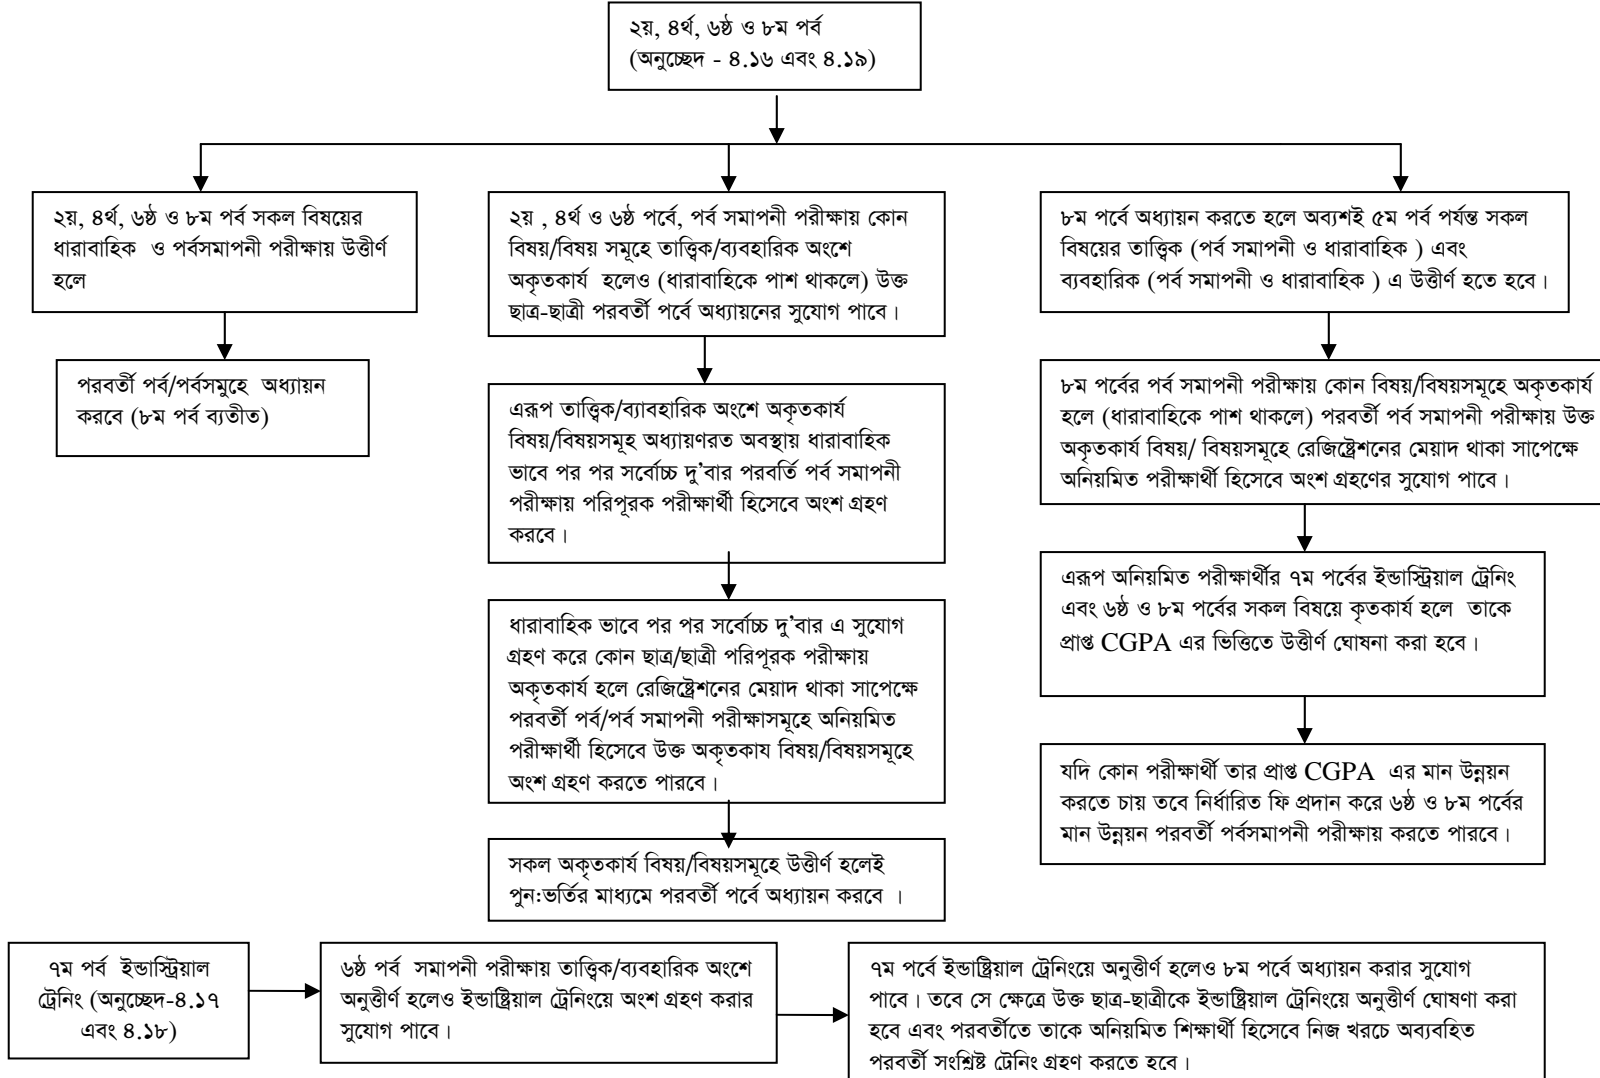 ২য়, ৪র্থ, ৬ষ্ঠ ও ৮ম পর্ব
(অনুচ্ছেদ - ৪.১৬ এবং ৪.১৯)
২য়, ৪র্থ, ৬ষ্ঠ ও ৮ম পর্ব সকল বিষয়ের
ধারাবাহিক ও পর্বসমাপনী পরীক্ষায় উত্তীর্ণ
হলে
পরবর্তী পর্ব/পর্বসমুহে অধ্যায়ন
করবে (৮ম পর্ব ব্যতীত)
২য় , ৪র্থ ও ৬ষ্ঠ পর্বে, পর্ব সমাপনী পরীক্ষায় কোন
বিষয়/বিষয় সমূহে তাত্ত্বিক/ব্যবহারিক অংশে
অকৃতকার্য হলেও (ধারাবাহিকে পাশ থাকলে) উক্ত
ছাত্র-ছাত্রী পরবর্তী পর্বে অধ্যায়নের সুযোগ পাবে।
এরূপ তাত্ত্বিক/ব্যাবহারিক অংশে অকৃতকার্য
বিষয়/বিষয়সমূহ অধ্যায়ণরত অবস্থায় ধারাবাহিক
ভাবে পর পর সর্বোচ্চ দু'বার পরবর্তি পর্ব সমাপনী
পরীক্ষায় পরিপূরক পরীক্ষার্থী হিসেবে অংশ গ্রহণ
করবে।
ধারাবাহিক ভাবে পর পর সর্বোচ্চ দু'বার এ সুযোগ
গ্রহণ করে কোন ছাত্র/ছাত্রী পরিপূরক পরীক্ষায়
অকৃতকার্য হলে রেজিষ্ট্রেশনের মেয়াদ থাকা সাপেক্ষে
পরবর্তী পর্ব/পর্ব সমাপনী পরীক্ষাসমূহে অনিয়মিত
পরীক্ষার্থী হিসেবে উক্ত অকৃতকায বিষয়/বিষয়সমূহে
অংশ গ্রহণ করতে পারবে।
সকল অকৃতকার্য বিষয়/বিষয়সমূহে উত্তীর্ণ হলেই
পুন:ভর্তির মাধ্যমে পরবর্তী পর্বে অধ্যায়ন করবে ।
৮ম পর্বে অধ্যায়ন করতে হলে অব্যশই ৫ম পর্ব পর্যন্ত সকল
বিষয়ের তাত্ত্বিক (পর্ব সমাপনী ও ধারাবাহিক ) এবং
ব্যবহারিক (পর্ব সমাপনী ও ধারাবাহিক ) এ উত্তীর্ণ হতে হবে।
৮ম পর্বের পর্ব সমাপনী পরীক্ষায় কোন বিষয়/বিষয়সমূহে অকৃতকার্য
হলে (ধারাবাহিকে পাশ থাকলে) পরবর্তী পর্ব সমাপনী পরীক্ষায় উক্ত
অকৃতকার্য বিষয়/ বিষয়সমূহে রেজিষ্ট্রেশনের মেয়াদ থাকা সাপেক্ষে
অনিয়মিত পরীক্ষার্থী হিসেবে অংশ গ্রহণের সুযোগ পাবে।
এরূপ অনিয়মিত পরীক্ষার্থীর ৭ম পর্বের ইন্ডাস্ট্রিয়াল ট্রেনিং
এবং ৬ষ্ঠ ও ৮ম পর্বের সকল বিষয়ে কৃতকার্য হলে তাকে
প্রাপ্ত CGPA এর ভিত্তিতে উত্তীর্ণ ঘোষনা করা হবে।
যদি কোন পরীক্ষার্থী তার প্রাপ্ত CGPA এর মান উন্নয়ন
করতে চায় তবে নির্ধারিত ফি প্রদান করে ৬ষ্ঠ ও ৮ম পর্বের
মান উন্নয়ন পরবর্তী পর্বসমাপনী পরীক্ষায় করতে পারবে।
৭ম পর্ব ইন্ডাস্ট্রিয়াল
ট্রেনিং (অনুচ্ছেদ-৪.১৭
এবং ৪.১৮)
৬ষ্ঠ পর্ব সমাপনী পরীক্ষায় তাত্ত্বিক/ব্যবহারিক অংশে
অনুত্তীর্ণ হলেও ইন্ডাষ্ট্রিয়াল ট্রেনিংয়ে অংশ গ্রহণ করার
সুযোগ পাবে।
৭ম পর্বে ইন্ডাষ্ট্রিয়াল ট্রেনিংয়ে অনুত্তীর্ণ হলেও ৮ম পর্বে অধ্যায়ন করার সুযোগ
পাবে। তবে সে ক্ষেত্রে উক্ত ছাত্র-ছাত্রীকে ইন্ডাষ্ট্রিয়াল ট্রেনিংয়ে অনুত্তীর্ণ ঘোষণা করা
হবে এবং পরবর্তীতে তাকে অনিয়মিত শিক্ষার্থী হিসেবে নিজ খরচে অব্যবহিত
পরবর্তী সংশ্লিষ্ট ট্রেনিং গ্রহণ করতে হবে।